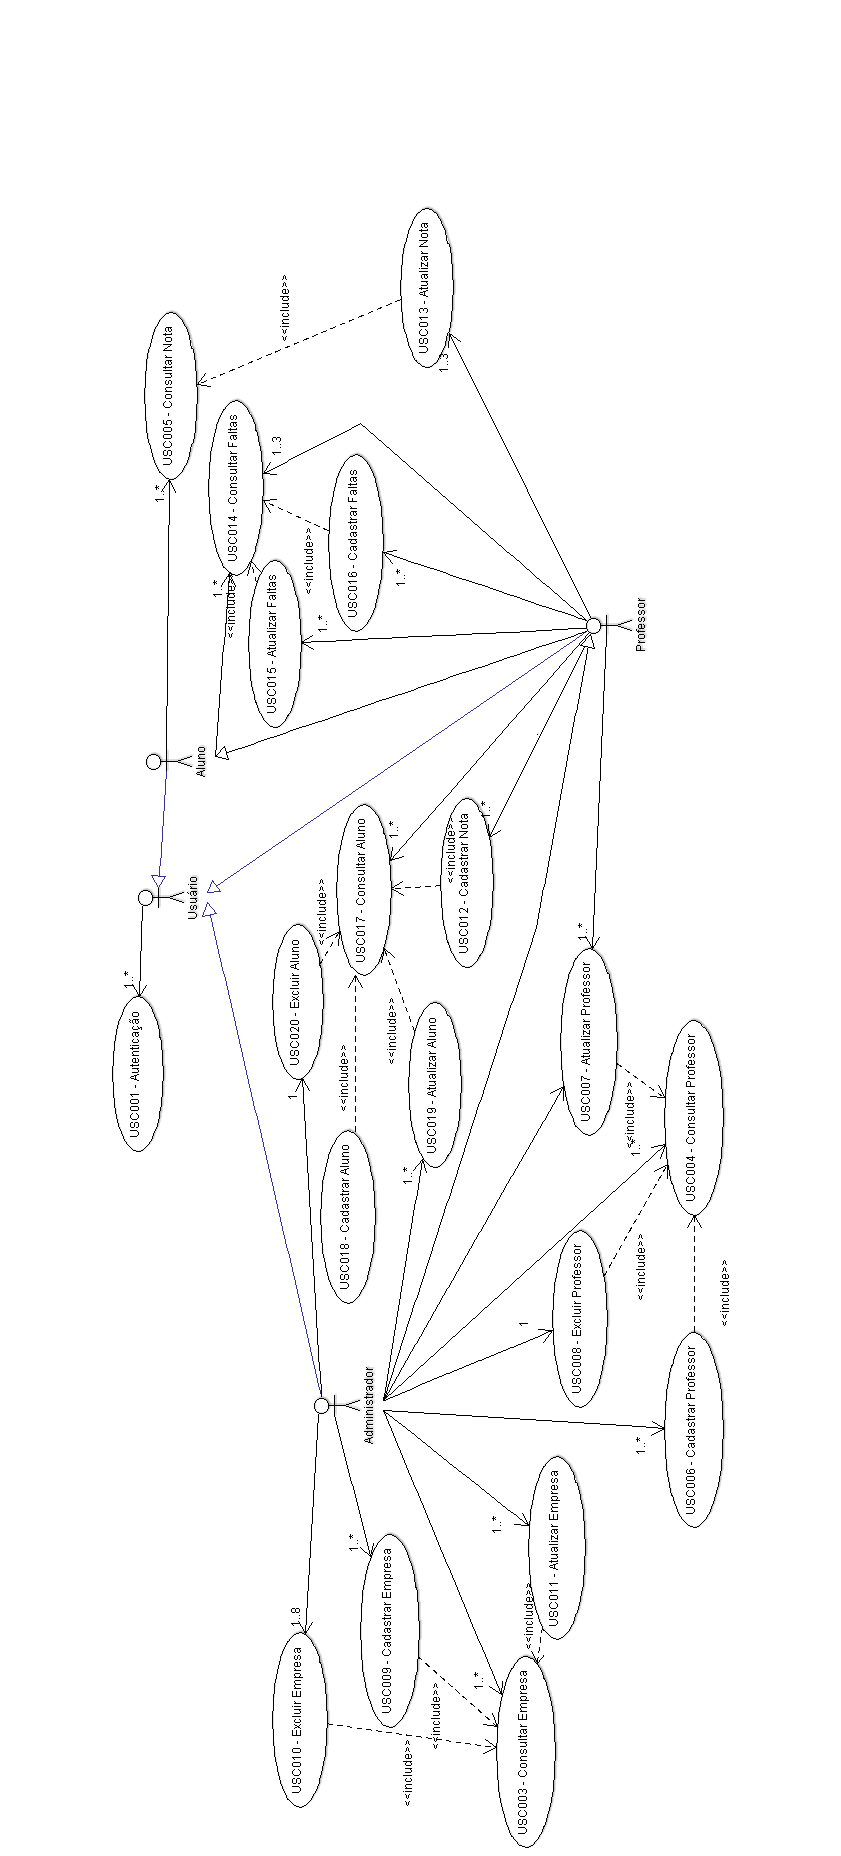 USC001 - Autenticação
1..*
USC005 - Consultar Nota
1..*
Usuário
Aluno
USC014 - Consultar Faltas
1..*
<<include>>
USC015 - Atualizar Faltas
1..*
1..3
<<include>>
<<include>>
USC016 - Cadastrar Faltas
1..*
USC013 - Atualizar Nota
1..3
USC010 - Excluir Empresa
1..8
USC020 - Excluir Aluno
1
<<include>>
USC018 - Cadastrar Aluno
<<include>>
USC017 - Consultar Aluno
1..*
Administrador
1..*
USC009 - Cadastrar Empresa
<<include>>
<<include>>
<<include>>
1..*
USC019 - Atualizar Aluno
<<include>>
USC012 - Cadastrar Nota
1..*
1..*
USC003 - Consultar Empresa
<<include>>
1..*
USC011 - Atualizar Empresa
1
USC008 - Excluir Professor
1..*
USC007 - Atualizar Professor
<<include>>
1..*
Professor
<<include>>
1..*
USC006 - Cadastrar Professor
USC004 - Consultar Professor
<<include>>